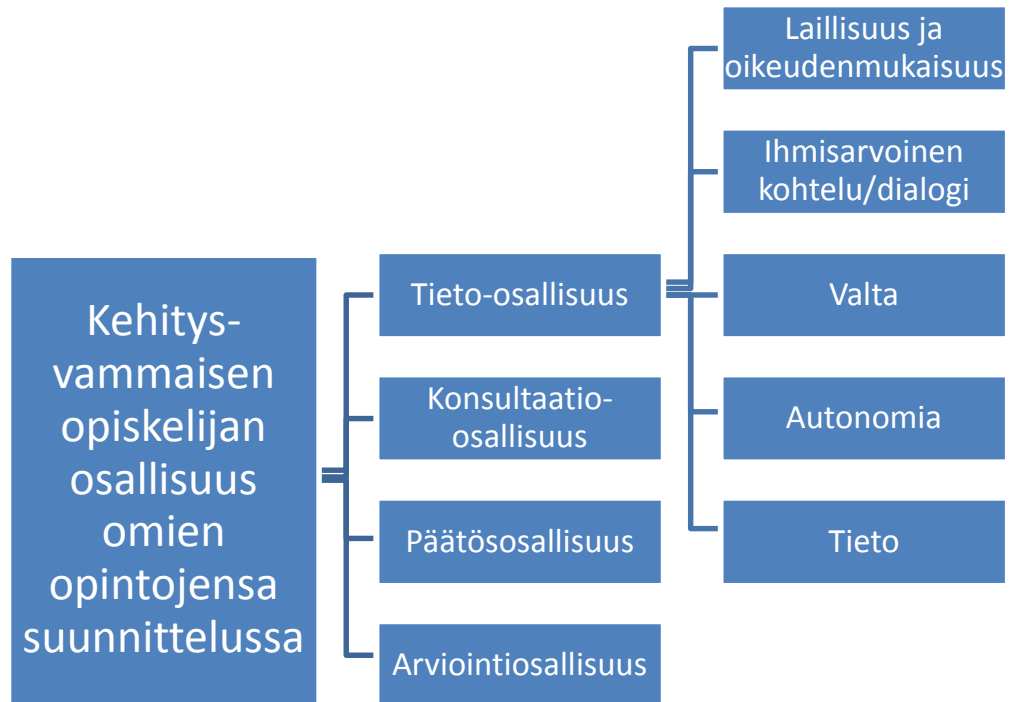 Kehitys-
vammaisen
opiskelijan
osallisuus
omien
opintojensa
suunnittelussa
Tieto-osallisuus
Konsultaatio-
osallisuus
Päätösosallisuus
Arviointiosallisuus
Laillisuus ja
oikeudenmukaisuus
Ihmisarvoinen
kohtelu/dialogi
Valta
Autonomia
Tieto